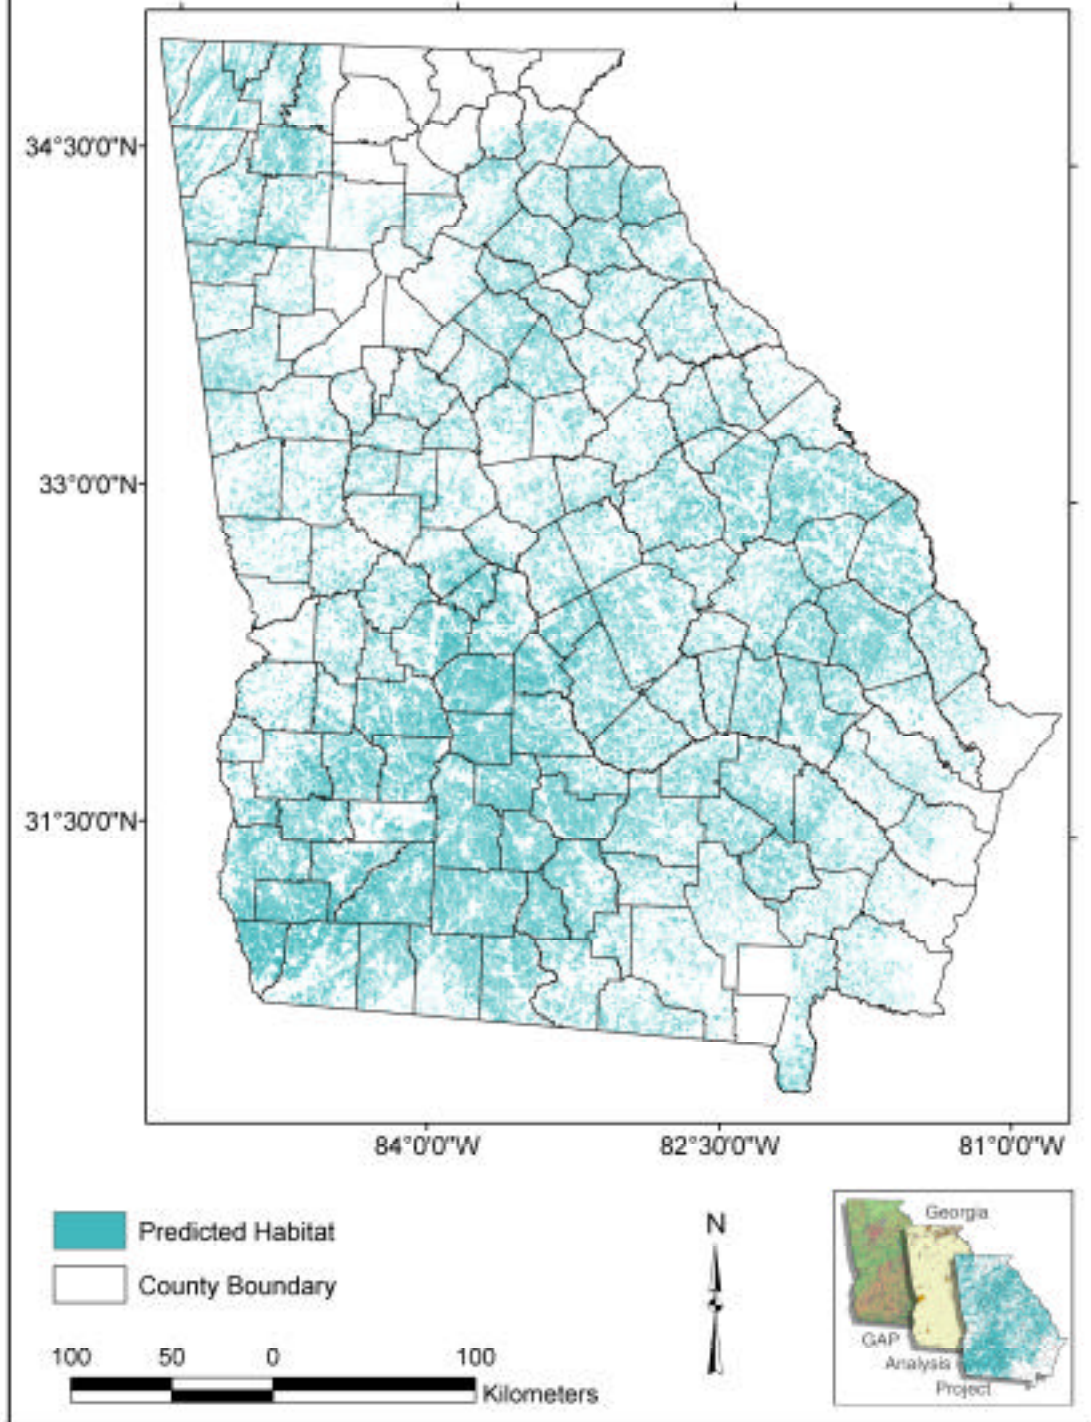 34°30'0"N
33°0'0"N
31°30'0"N
84°0'0"W 82°30'0"W 81°0'0"W
Predicted Habitat
County Boundary
N
100 50 0 100
Kilometers
Georgia
GAP
Analysis
Project